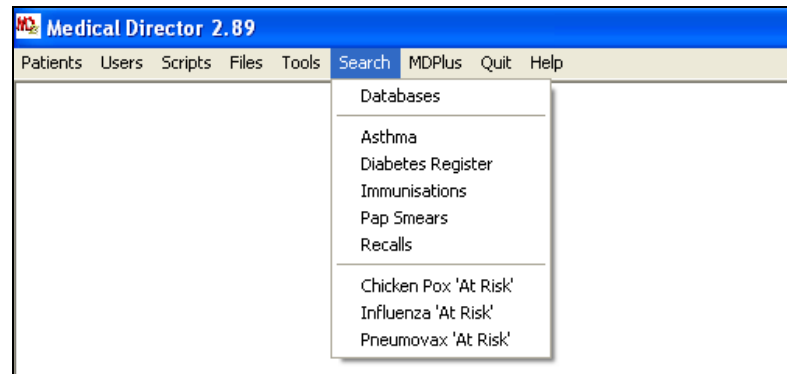 Medical Director 2.89
Patients Users Scripts Files Tools Search MDPlus Quit Help
Databases
Asthma
Diabetes Register
Immunisations
Pap Smears
Recalls
Chicken Pox 'At Risk'
Influenza 'At Risk'
Pneumovax 'At Risk'